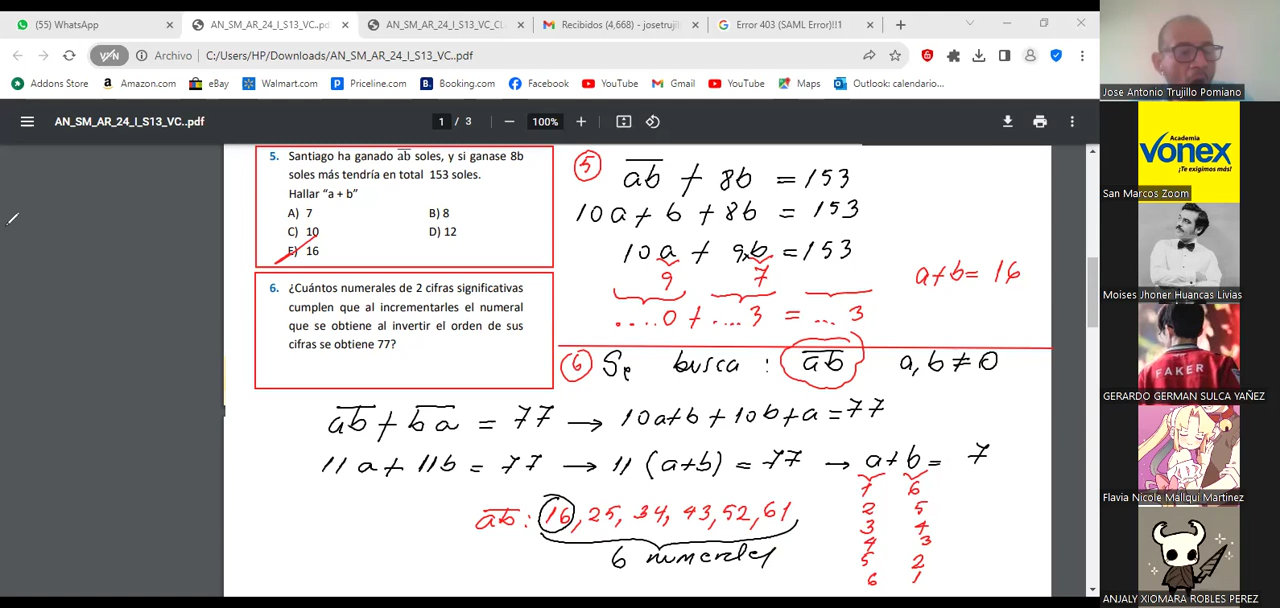 (55) WhatsApp
AN_SM_AR_24_I_S13_VC..pdf
AN_SM_AR_24_I_S13_VC_CL
Recibidos (4,668) - josetrujill
Error 403 (SAML Error)!!1
Archivo C:/Users/HP/Downloads/AN_SM_AR_24_I_S13_VC..pdf
Addons Store Amazon.com eBay Walmart.com Priceline.com Booking.com Facebook YouTube Gmail YouTube Maps Outlook: calendario...
AN_SM_AR_24_I_S13_VC..pdf 1 / 3 100%
5. Santiago ha ganado ab soles, y si ganase 8b
soles más tendría en total 153 soles.
Hallar “a + b”
A) 7 B) 8
C) 10 D) 12
E) 16
6. ¿Cuántos numerales de 2 cifras significativas
cumplen que al incrementarles el numeral
que se obtiene al invertir el orden de sus
cifras se obtiene 77?
5 ab + 8b = 153
10a + b + 8b = 153
10a + 9b = 153
9 7
a+b= 16
....0 + ....3 = ...3
6 Se busca : ab a, b ≠ 0
ab + ba = 77 → 10a+b+10b+a=77
11a + 11b = 77 → 11 (a+b) = 77 → a+b = 7
1 6
2 5
3 4
4 3
5 2
6 1
ab : 16, 25, 34, 43, 52, 61
6 numerales
Jose Antonio Trujillo Pomiano
Academia
VONEX
¡Te exigimos más!
San Marcos Zoom
Moises Jhoner Huancas Livias
FAKER
GERARDO GERMAN SULCA YAÑEZ
Flavia Nicole Mallqui Martinez
ANJALY XIOMARA ROBLES PEREZ